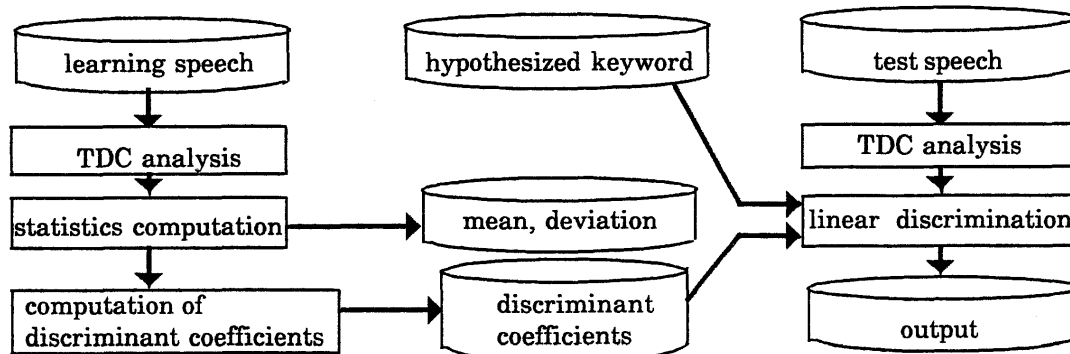 learning speech
hypothesized keyword
test speech
TDC analysis
TDC analysis
statistics computation
mean, deviation
linear discrimination
computation of
discriminant coefficients
discriminant
coefficients
output